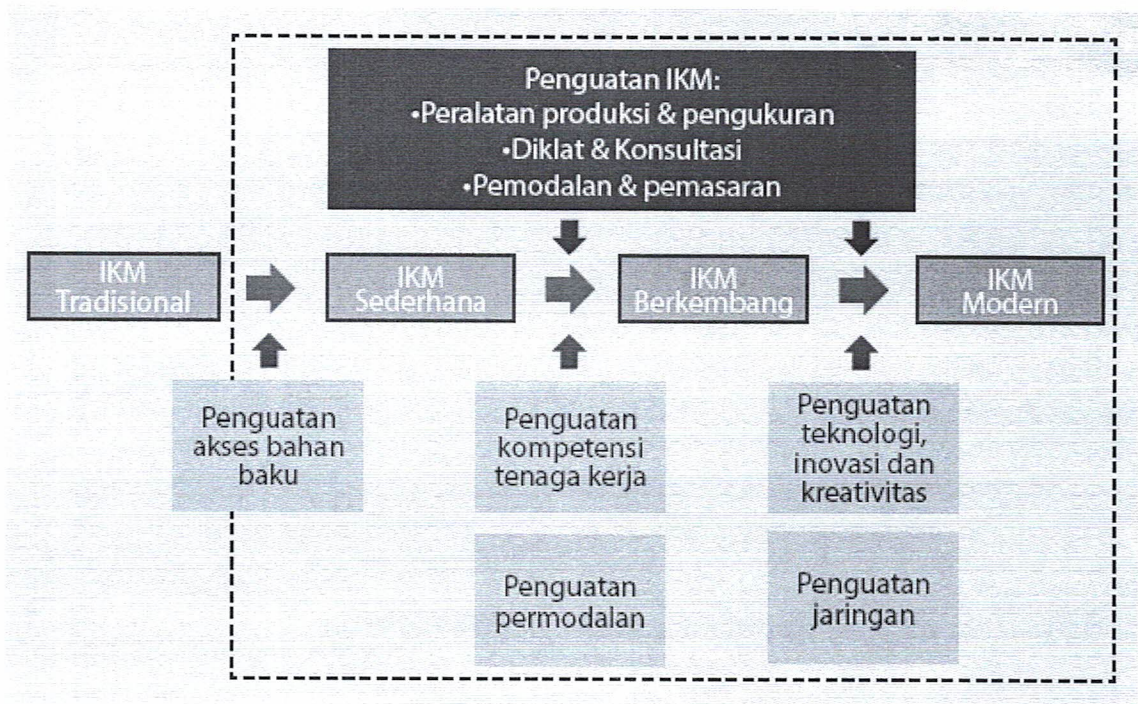 Penguatan IKM:
•Peralatan produksi & pengukuran
•Diklat & Konsultasi
•Pemodalan & pemasaran
IKM
Tradisional
IKM
Sederhana
IKM
Berkembang
IKM
Modern
Penguatan
akses bahan
baku
Penguatan
kompetensi
tenaga kerja
Penguatan
teknologi,
inovasi dan
kreativitas
Penguatan
permodalan
Penguatan
jaringan